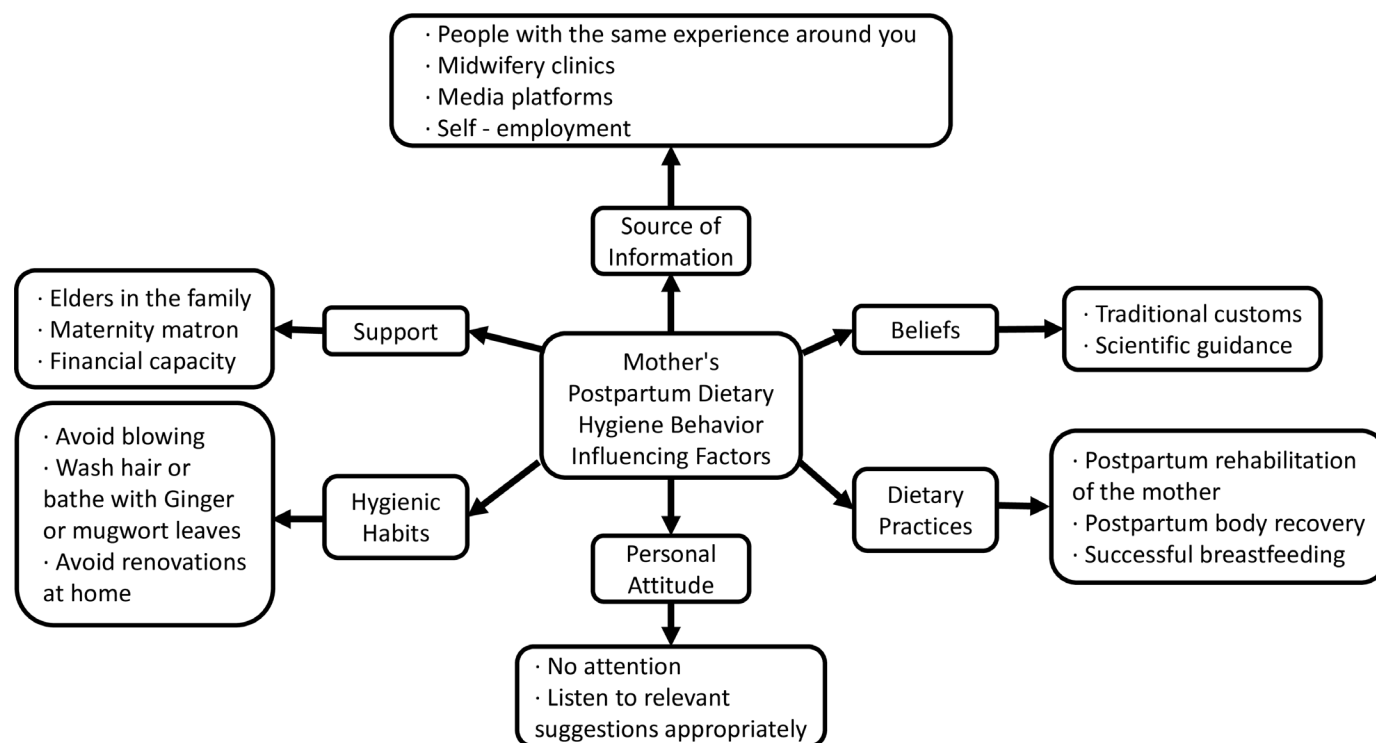 · People with the same experience around you
· Midwifery clinics
· Media platforms
· Self - employment
Source of
Information
· Elders in the family
· Maternity matron
· Financial capacity
Support
Mother's
Postpartum Dietary
Hygiene Behavior
Influencing Factors
Beliefs
· Traditional customs
· Scientific guidance
· Avoid blowing
· Wash hair or
bathe with Ginger
or mugwort leaves
· Avoid renovations
at home
Hygienic
Habits
Dietary
Practices
· Postpartum rehabilitation
of the mother
· Postpartum body recovery
· Successful breastfeeding
Personal
Attitude
· No attention
· Listen to relevant
suggestions appropriately